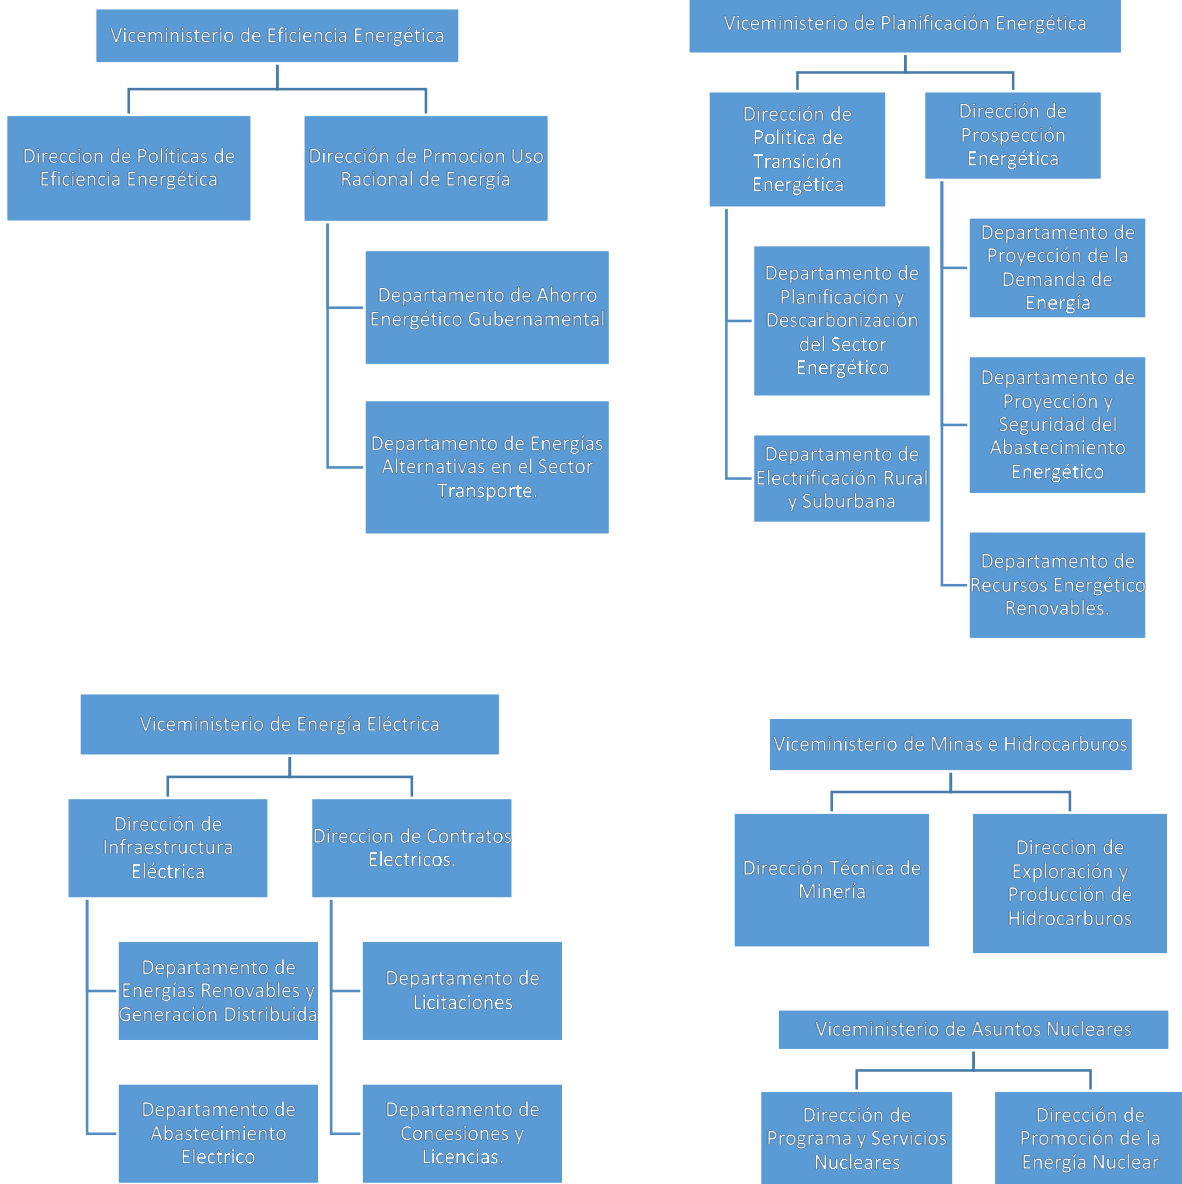 Viceministerio de Eficiencia Energética
Direccion de Políticas de
Eficiencia Energética
Dirección de Prmocion Uso
Racional de Energía
Departamento de Ahorro
Energético Gubernamental
Departamento de Energías
Alternativas en el Sector
Transporte.
Viceministerio de Planificación Energética
Dirección de
Política de
Transición
Energética
Dirección de
Prospección
Energética
Departamento de
Planificación y
Descarbonización
del Sector
Energético
Departamento de
Electrificación Rural
y Suburbana
Departamento de
Proyección de la
Demanda de
Energía
Departamento de
Proyección y
Seguridad del
Abastecimiento
Energético
Departamento de
Recursos Energético
Renovables.
Viceministerio de Energía Eléctrica
Dirección de
Infraestructura
Eléctrica
Direccion de Contratos
Electricos.
Departamento de
Energías Renovables y
Generación Distribuida
Departamento de
Abastecimiento
Electrico
Departamento de
Licitaciones
Departamento de
Concesiones y
Licencias.
Viceministerio de Minas e Hidrocarburos
Dirección Técnica de
Minería
Direccion de
Exploración y
Producción de
Hidrocarburos
Viceministerio de Asuntos Nucleares
Dirección de
Programa y Servicios
Nucleares
Dirección de
Promoción de la
Energía Nuclear